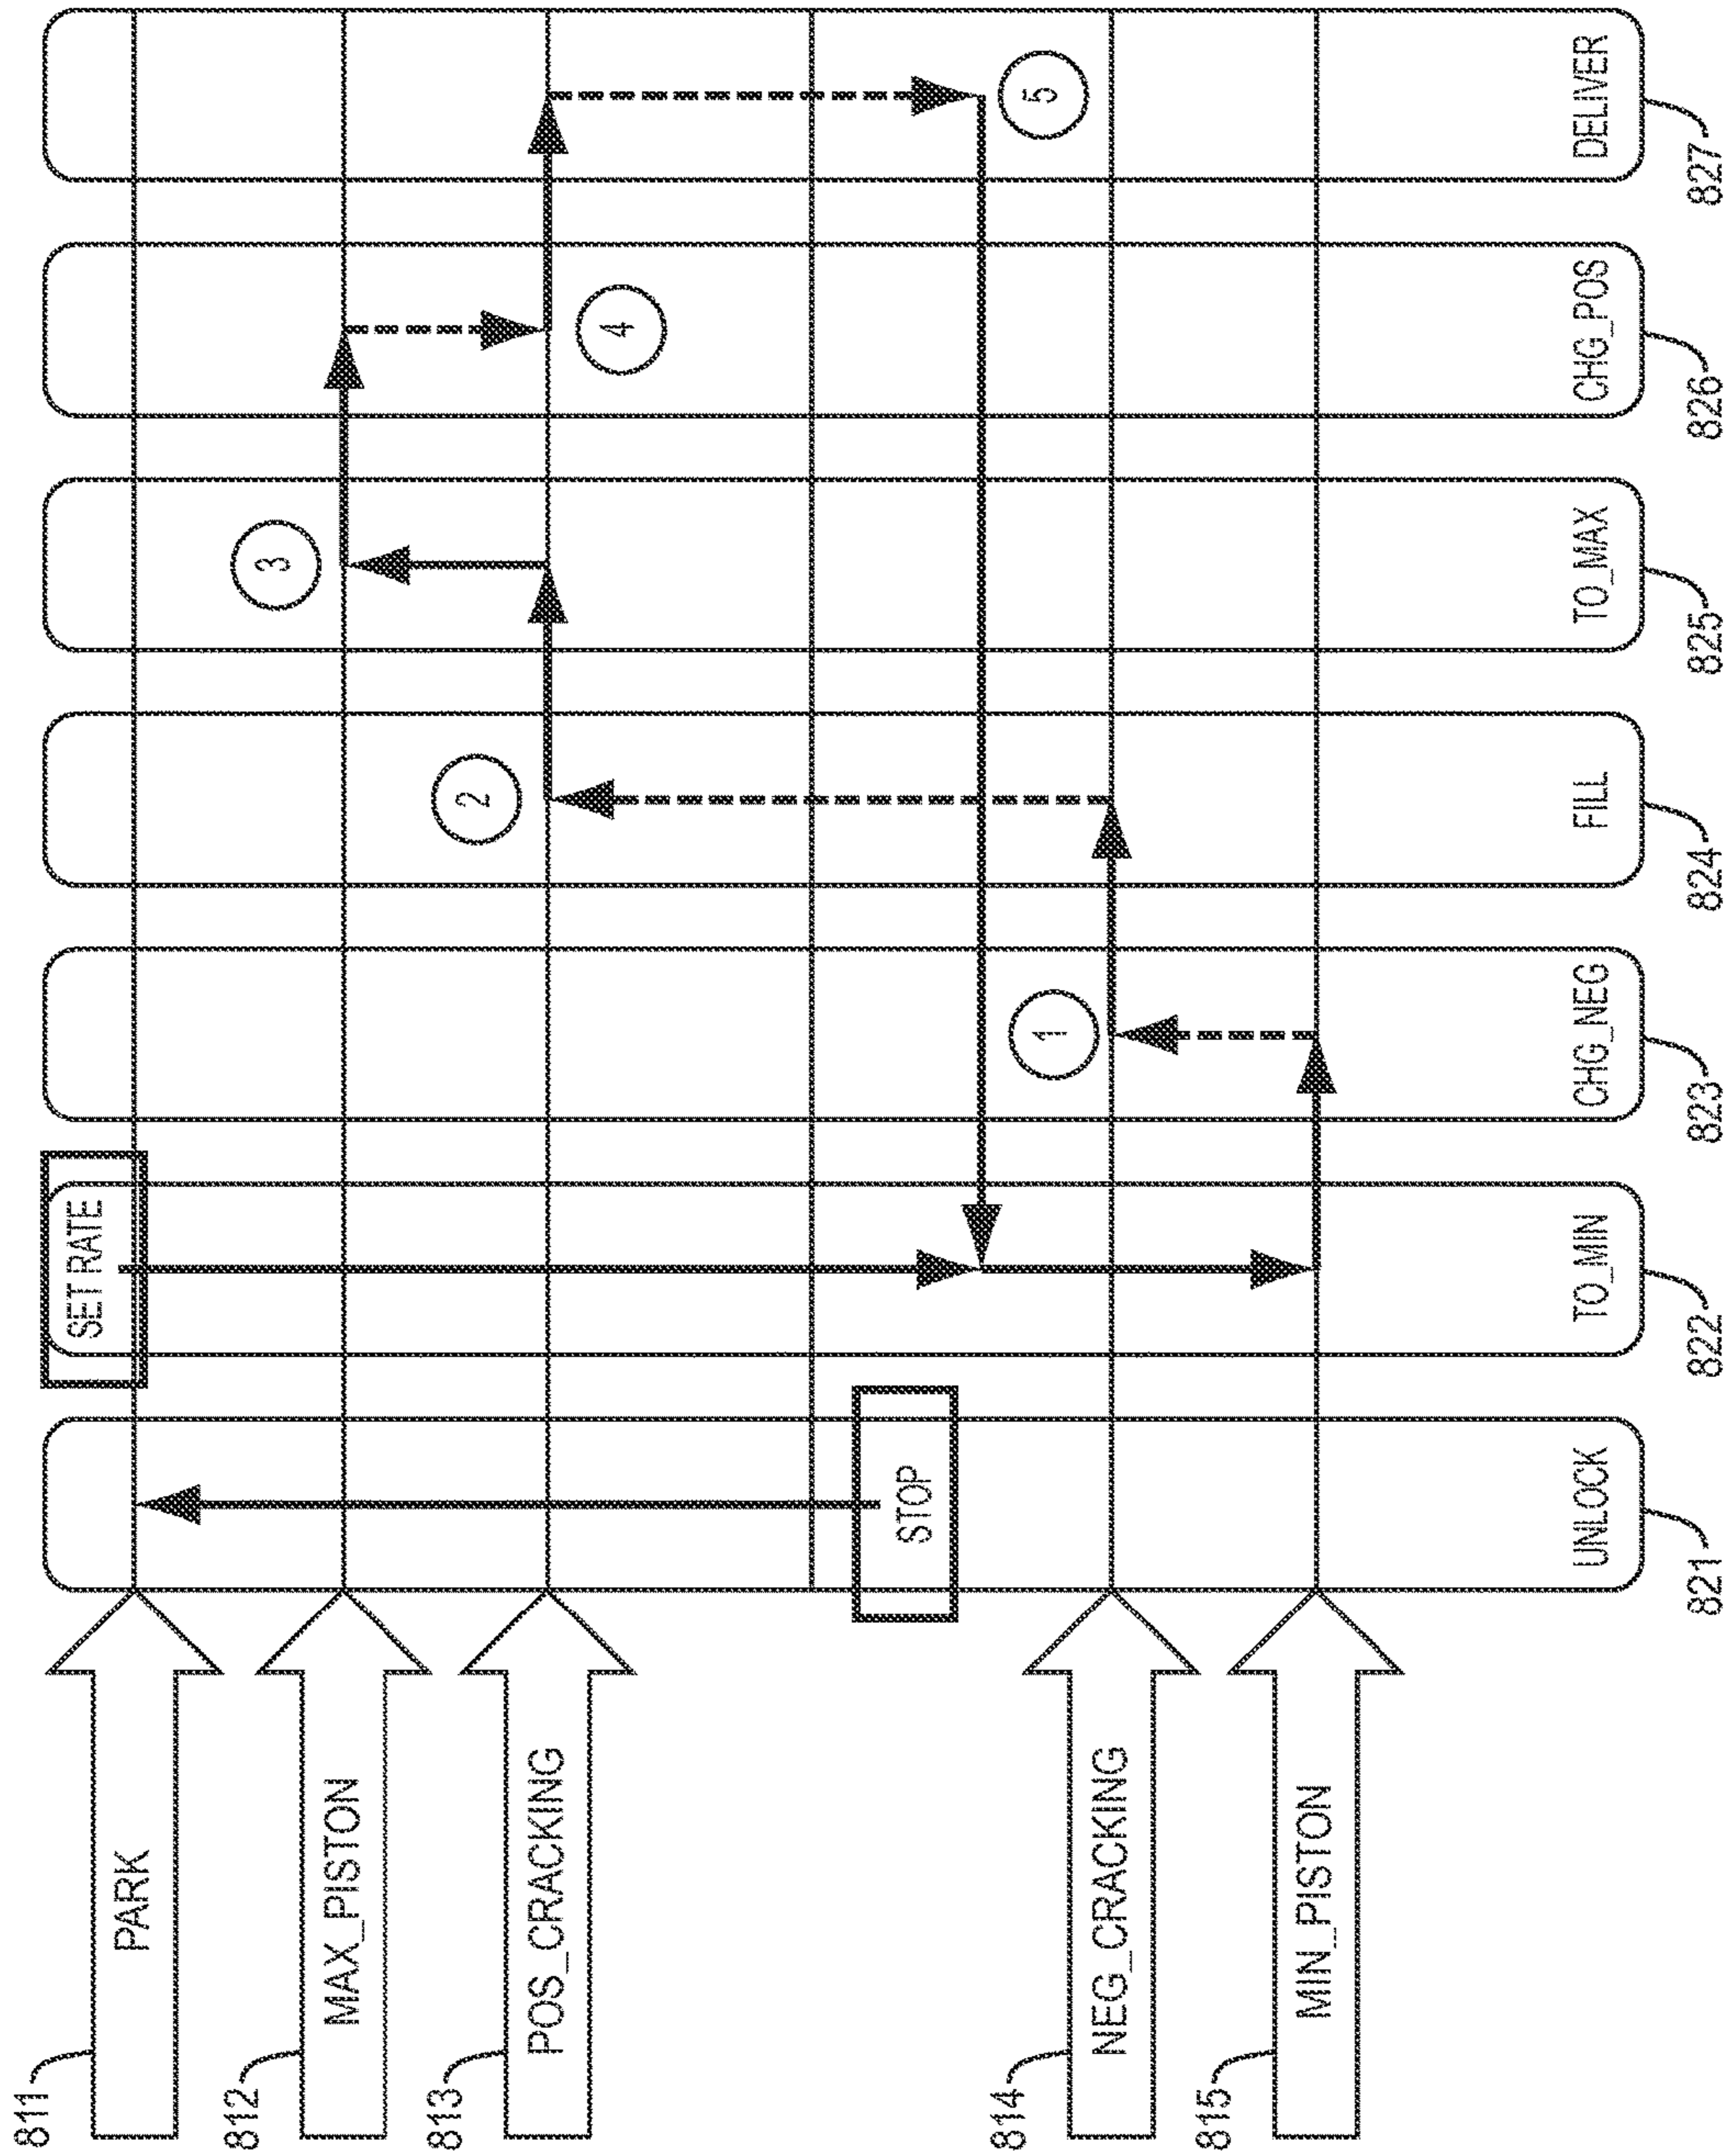 811
PARK
812
MAX_PISTON
813
POS_CRACKING
814
NEG_CRACKING
815
MIN_PISTON
SET RATE
STOP
1
2
3
4
5
UNLOCK
TO_MIN
CHG_NEG
FILL
TO_MAX
CHG_POS
DELIVER
821
822
823
824
825
826
827